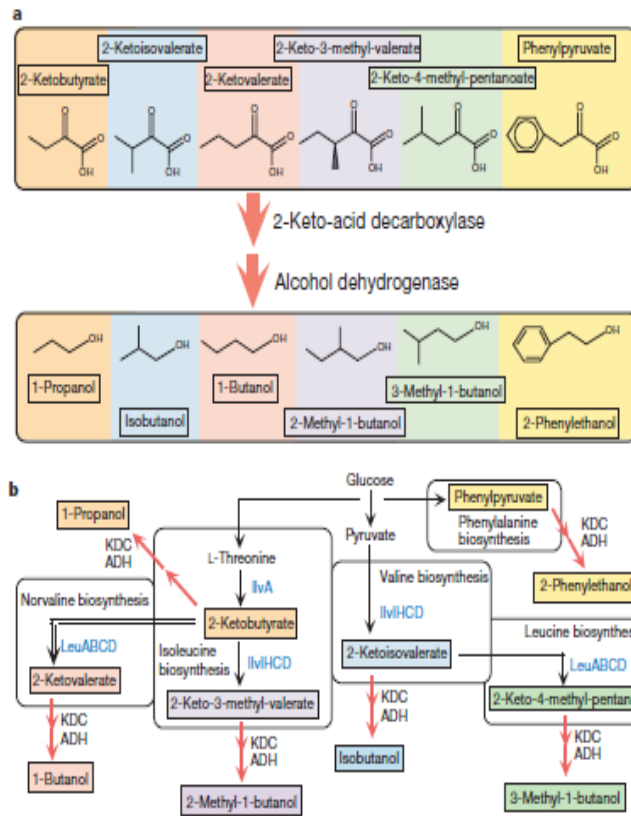 a
2-Ketoisovalerate
2-Keto-3-methyl-valerate
Phenylpyruvate
2-Ketobutyrate
2-Ketovalerate
2-Keto-4-methyl-pentanoate
O
O
O
O
O
O
O
O
O
O
O
O
OH
OH
OH
OH
OH
OH
2-Keto-acid decarboxylase
Alcohol dehydrogenase
OH
OH
OH
OH
OH
OH
1-Propanol
1-Butanol
3-Methyl-1-butanol
Isobutanol
2-Methyl-1-butanol
2-Phenylethanol
b
Glucose
1-Propanol
Phenylpyruvate
Phenylalanine
biosynthesis
KDC
ADH
Pyruvate
KDC
ADH
L-Threonine
IlvA
Valine biosynthesis
2-Phenylethanol
Norvaline biosynthesis
2-Ketobutyrate
IlvIHCD
Leucine biosynthes
LeuABCD
Isoleucine
biosynthesis
IlvIHCD
2-Ketoisovalerate
LeuABCD
2-Ketovalerate
2-Keto-3-methyl-valerate
2-Keto-4-methyl-pentan
KDC
ADH
KDC
ADH
KDC
ADH
KDC
ADH
1-Butanol
2-Methyl-1-butanol
Isobutanol
3-Methyl-1-butanol